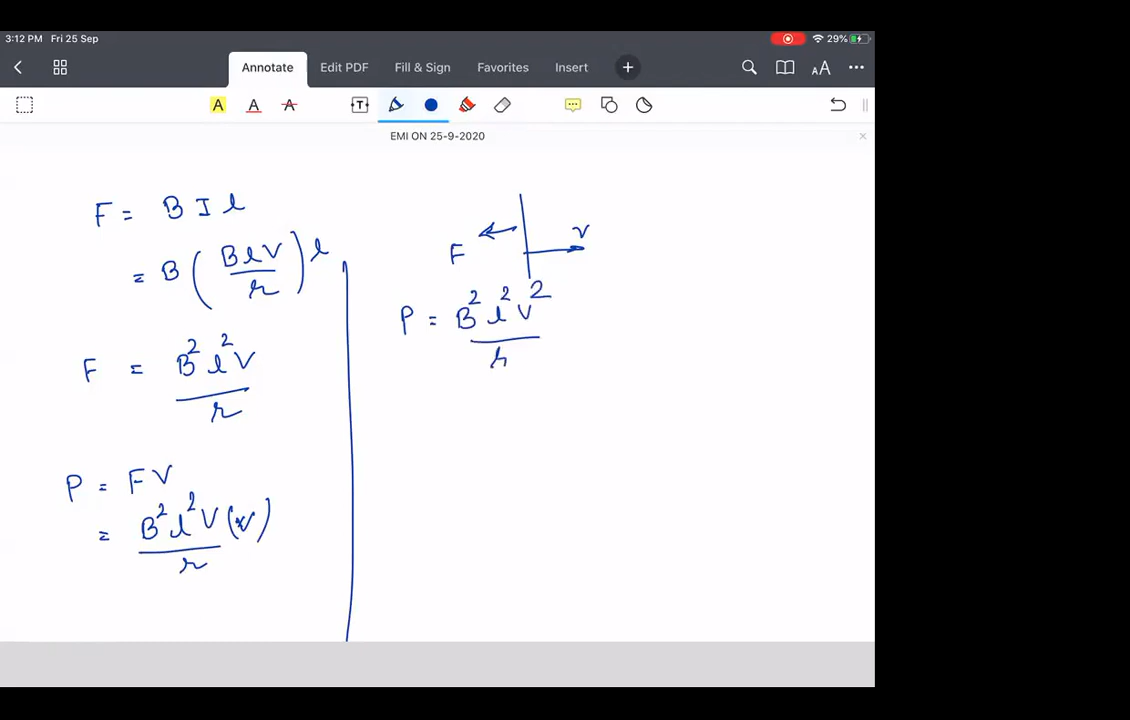 3:12 PM Fri 25 Sep 29%
Annotate Edit PDF Fill & Sign Favorites Insert
EMI ON 25-9-2020
F = B I l
= B (BlV/r) l
F = B²l²V/r
P = FV
= B²l²V(v)/r
F v
P = B²l²v²/r